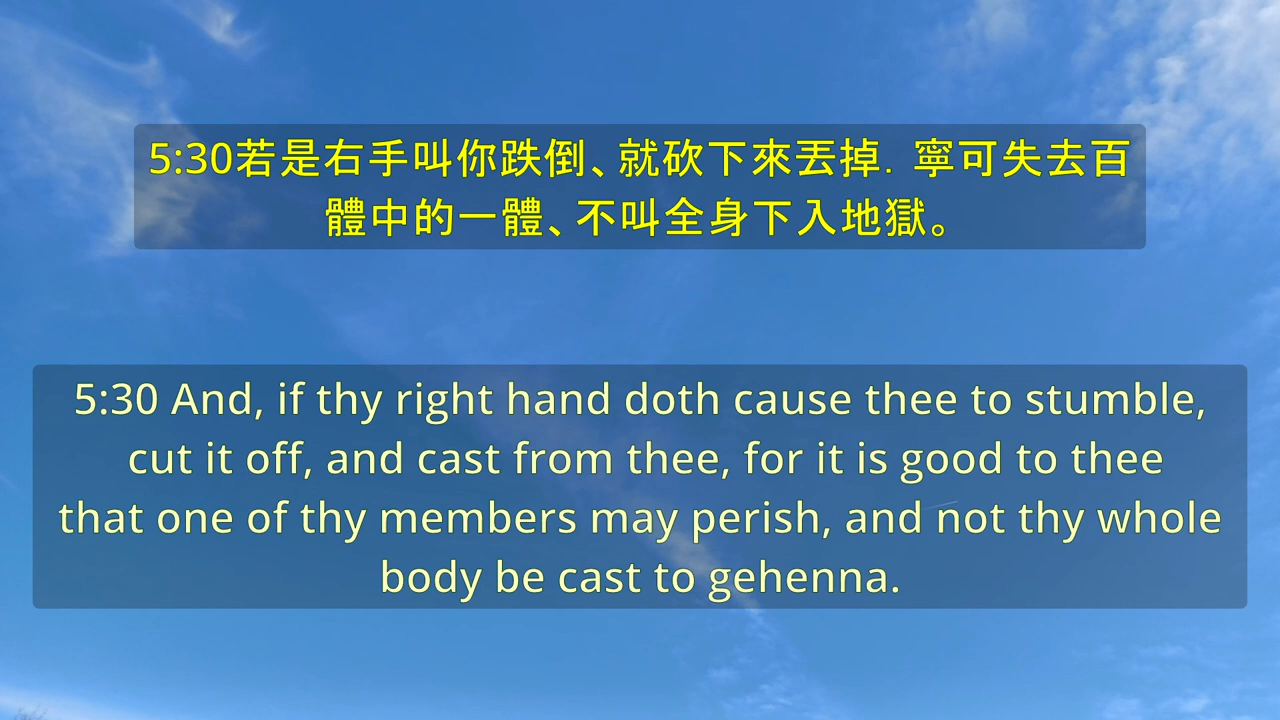 5:30若是右手叫你跌倒、就砍下來丟掉．寧可失去百
體中的一體、不叫全身下入地獄。
5:30 And, if thy right hand doth cause thee to stumble,
cut it off, and cast from thee, for it is good to thee
that one of thy members may perish, and not thy whole
body be cast to gehenna.